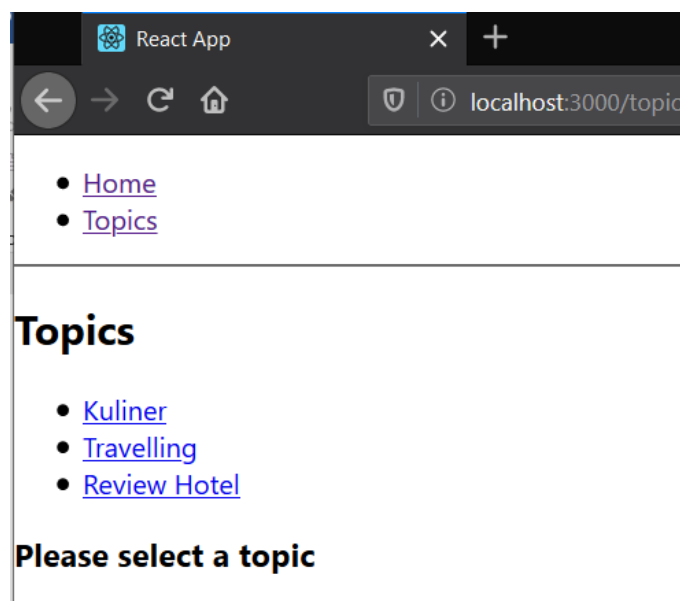 React App
localhost:3000/topic
Home
Topics
Topics
Kuliner
Travelling
Review Hotel
Please select a topic